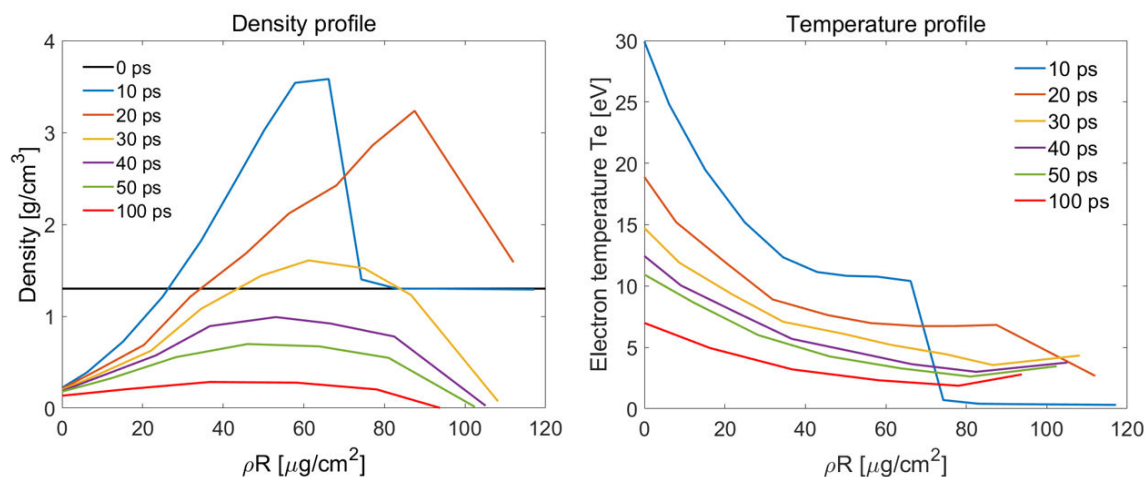 Density profile
4
3
2
1
0
Density [g/cm³]
0 ps
10 ps
20 ps
30 ps
40 ps
50 ps
100 ps
0 20 40 60 80 100 120
ρR [μg/cm²]
Temperature profile
30
25
20
15
10
5
0
Electron temperature Te [eV]
10 ps
20 ps
30 ps
40 ps
50 ps
100 ps
0 20 40 60 80 100 120
ρR [μg/cm²]